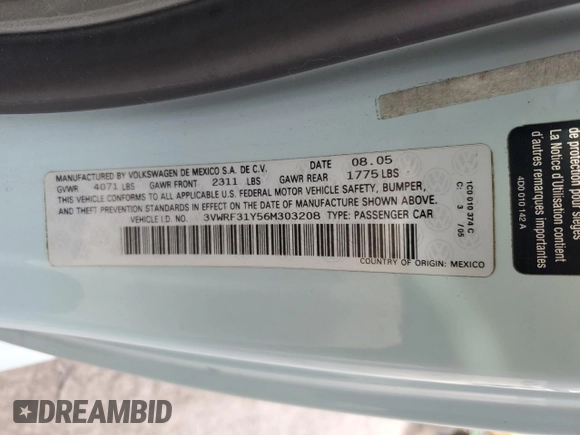 MANUFACTURED BY VOLKSWAGEN DE MEXICO S.A. DE C.V. DATE 08.05
GVWR 4071 LBS GAWR FRONT 2311 LBS GAWR REAR 1775 LBS
THIS VEHICLE CONFORMS TO ALL APPLICABLE U.S. FEDERAL MOTOR VEHICLE SAFETY, BUMPER,
AND THEFT PREVENTION STANDARDS IN EFFECT ON THE DATE OF MANUFACTURE SHOWN ABOVE.
VEHICLE I.D. NO. 3VWRF31Y56M303208 TYPE: PASSENGER CAR
COUNTRY OF ORIGIN: MEXICO
1C0 010 374 C
C. 3 /05
de protection pour sièges
La Notice d'Utilisation
d'autres remarques importantes
4D0 010 142 A
DREAMBID